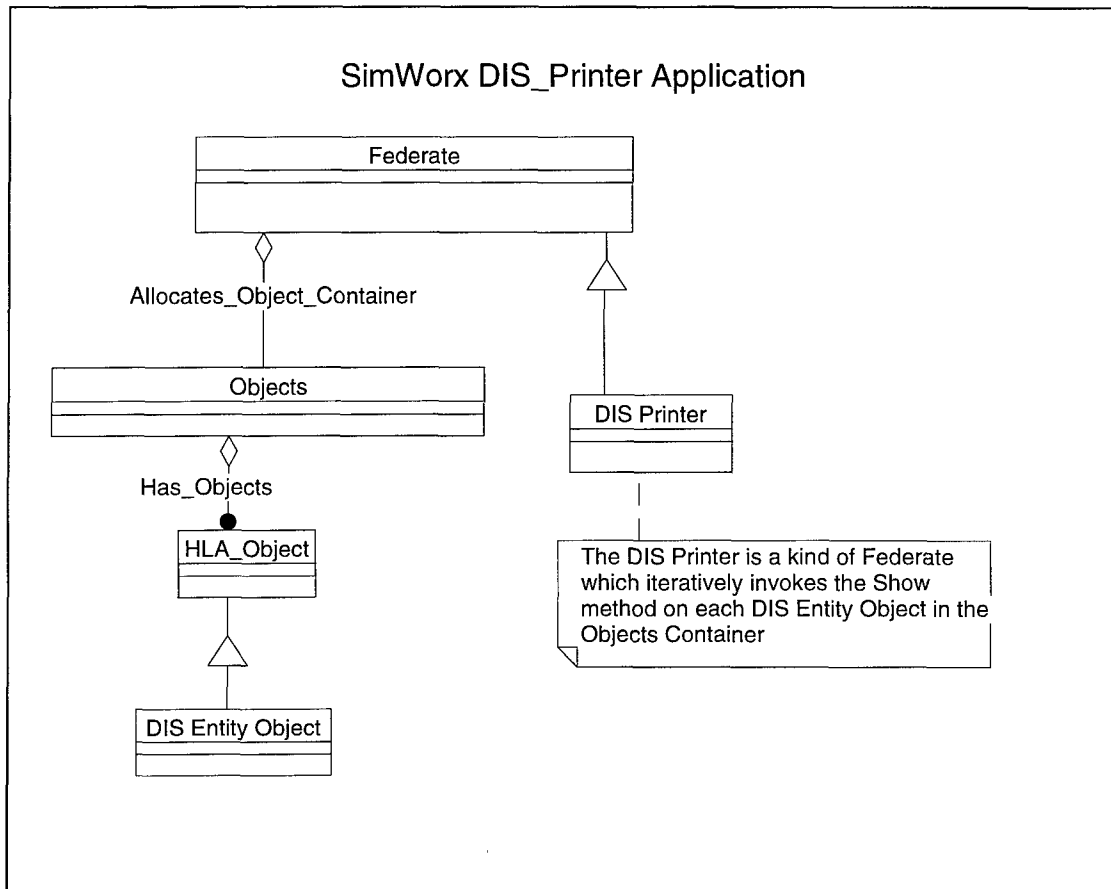 SimWorx DIS_Printer Application
Federate
Allocates_Object_Container
Objects
DIS Printer
Has_Objects
HLA_Object
The DIS Printer is a kind of Federate
which iteratively invokes the Show
method on each DIS Entity Object in the
Objects Container
DIS Entity Object